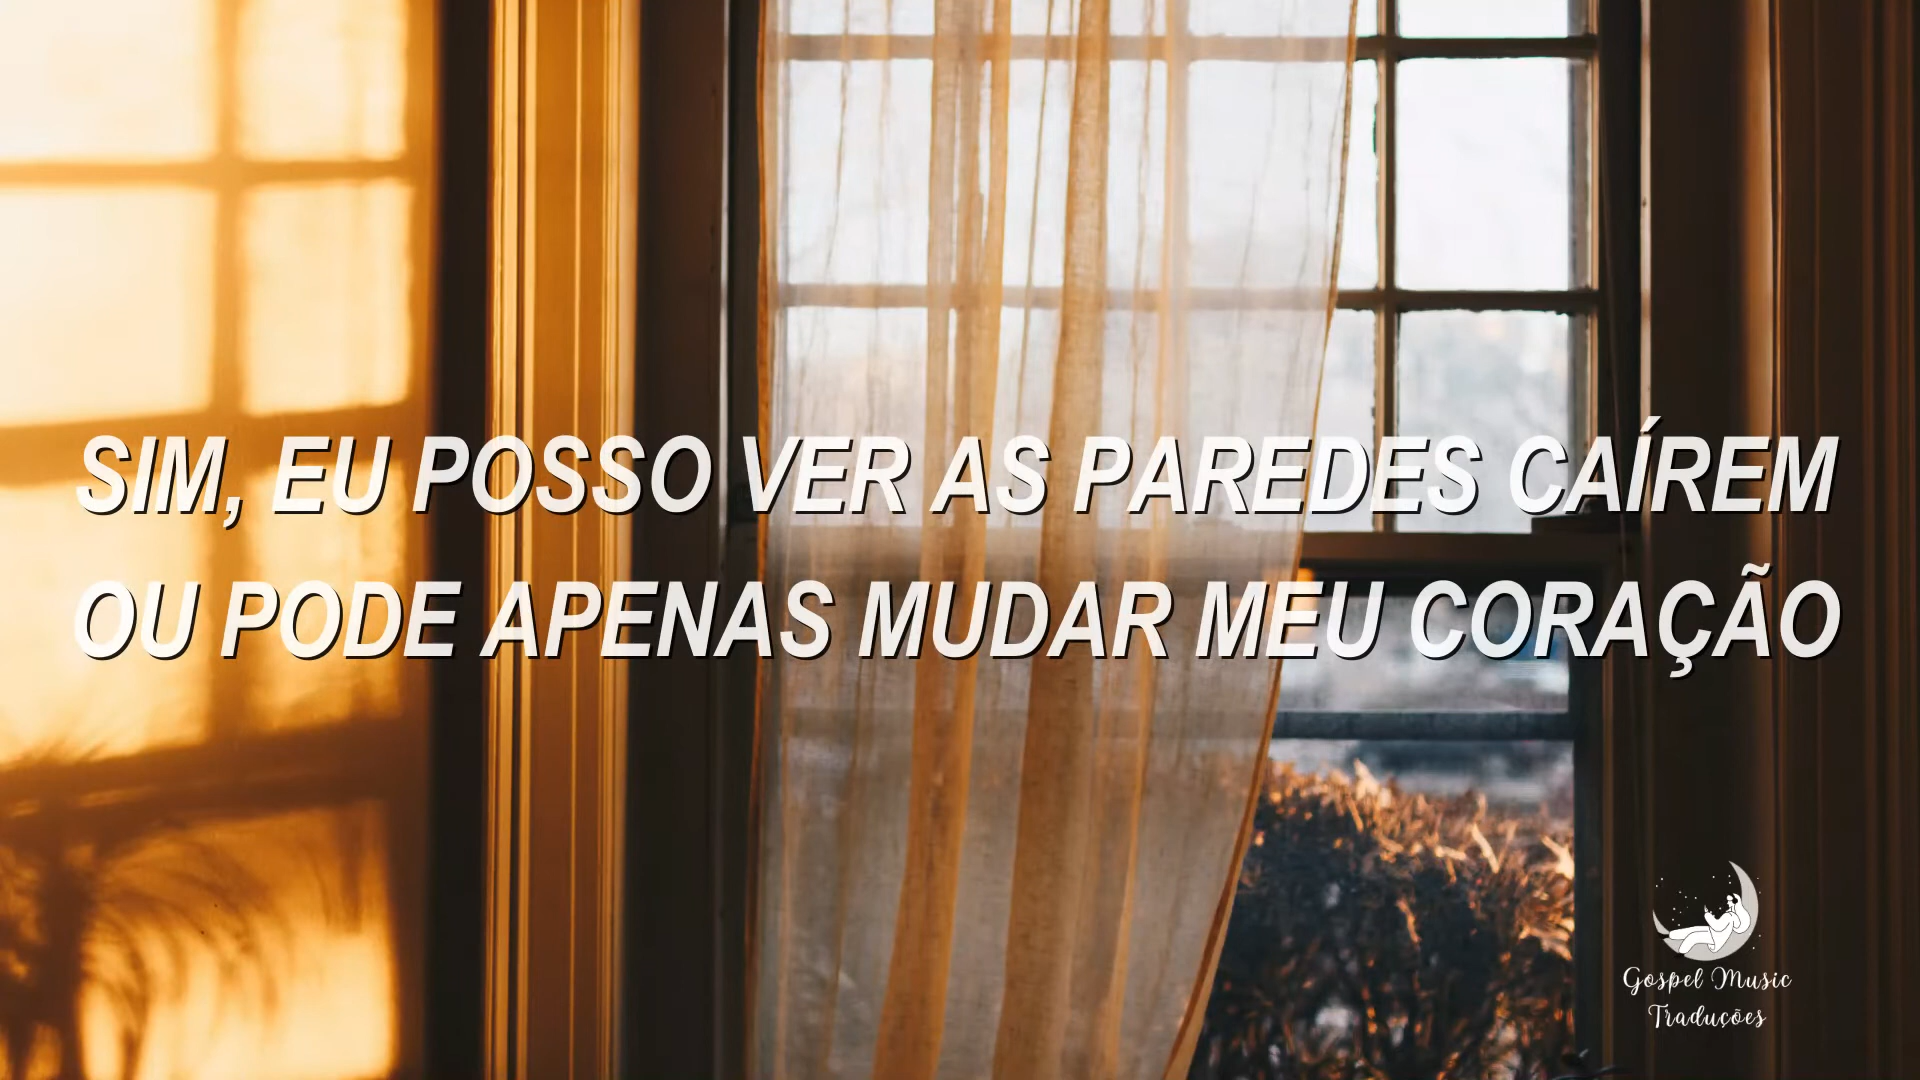 SIM, EU POSSO VER AS PAREDES CAÍREM
OU PODE APENAS MUDAR MEU CORAÇÃO
Gospel Music
Traduções